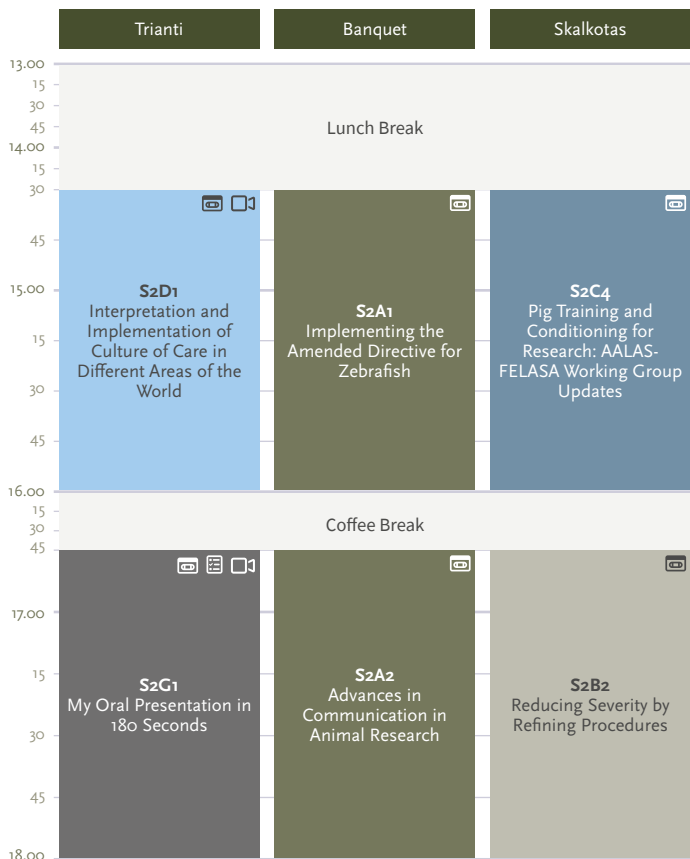 Trianti
Banquet
Skalkotas
13.00
15
30
45
14.00
15
30
Lunch Break
45
15.00
15
30
45
S2D1
Interpretation and
Implementation of
Culture of Care in
Different Areas of the
World
S2A1
Implementing the
Amended Directive for
Zebrafish
S2C4
Pig Training and
Conditioning for
Research: AALAS-
FELASA Working Group
Updates
16.00
15
30
45
Coffee Break
17.00
15
30
45
18.00
S2G1
My Oral Presentation in
180 Seconds
S2A2
Advances in
Communication in
Animal Research
S2B2
Reducing Severity by
Refining Procedures